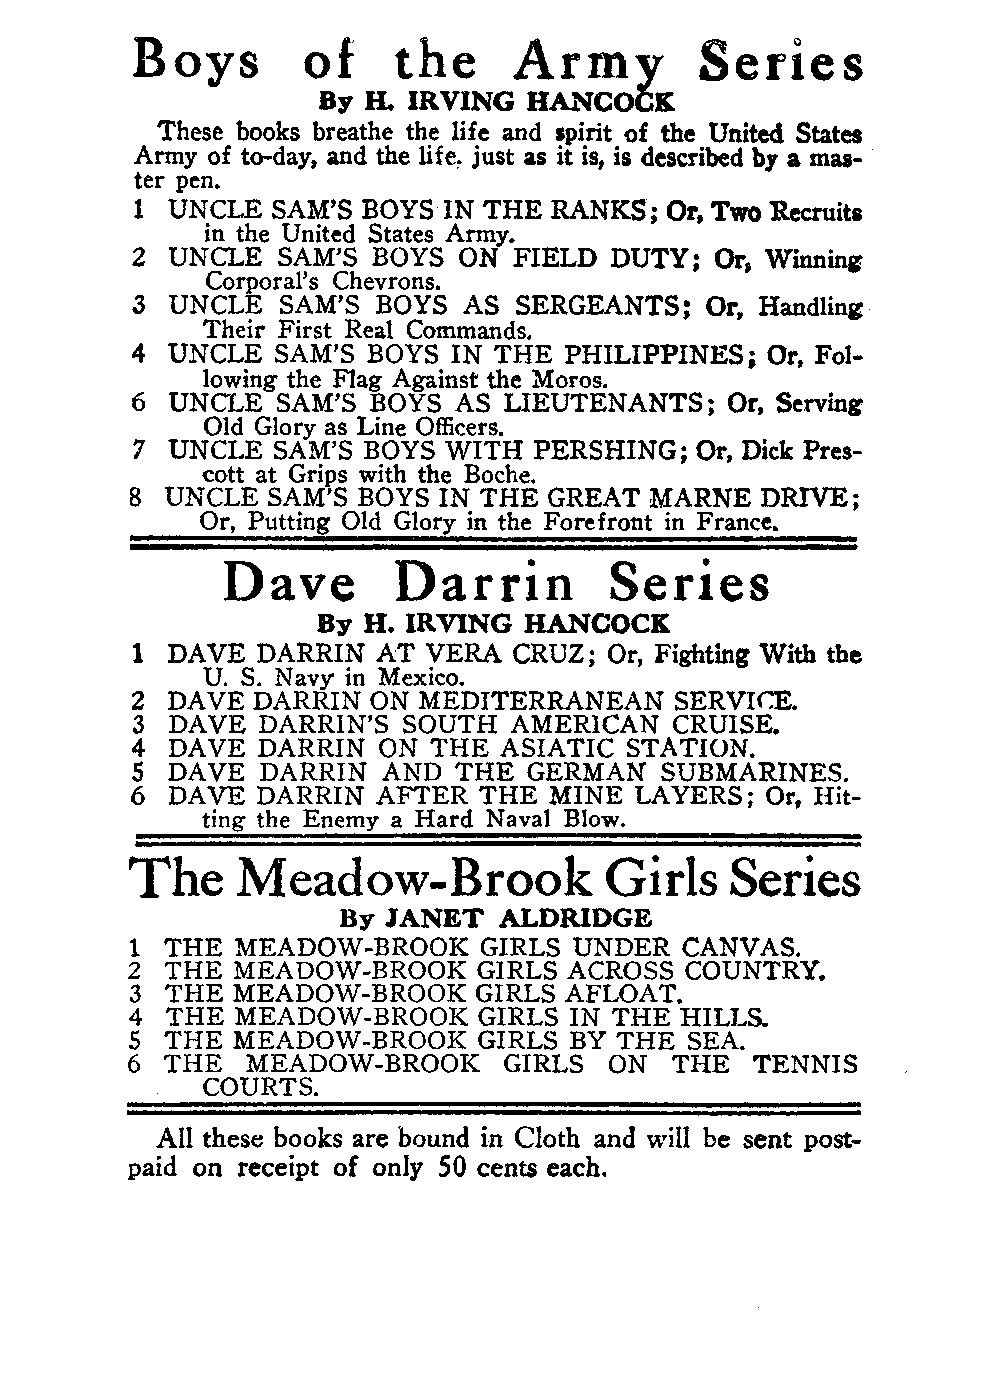 Boys of the Army Series
By H. IRVING HANCOCK
These books breathe the life and spirit of the United States
Army of to-day, and the life, just as it is, is described by a mas-
ter pen.
1 UNCLE SAM'S BOYS IN THE RANKS; Or, Two Recruits
in the United States Army.
2 UNCLE SAM'S BOYS ON FIELD DUTY; Or, Winning
Corporal's Chevrons.
3 UNCLE SAM'S BOYS AS SERGEANTS; Or, Handling
Their First Real Commands.
4 UNCLE SAM'S BOYS IN THE PHILIPPINES; Or, Fol-
lowing the Flag Against the Moros.
6 UNCLE SAM'S BOYS AS LIEUTENANTS; Or, Serving
Old Glory as Line Officers.
7 UNCLE SAM'S BOYS WITH PERSHING; Or, Dick Pres-
cott at Grips with the Boche.
8 UNCLE SAM'S BOYS IN THE GREAT MARNE DRIVE;
Or, Putting Old Glory in the Forefront in France.
Dave Darrin Series
By H. IRVING HANCOCK
1 DAVE DARRIN AT VERA CRUZ; Or, Fighting With the
U. S. Navy in Mexico.
2 DAVE DARRIN ON MEDITERRANEAN SERVICE.
3 DAVE DARRIN'S SOUTH AMERICAN CRUISE.
4 DAVE DARRIN ON THE ASIATIC STATION.
5 DAVE DARRIN AND THE GERMAN SUBMARINES.
6 DAVE DARRIN AFTER THE MINE LAYERS; Or, Hit-
ting the Enemy a Hard Naval Blow.
The Meadow-Brook Girls Series
By JANET ALDRIDGE
1 THE MEADOW-BROOK GIRLS UNDER CANVAS.
2 THE MEADOW-BROOK GIRLS ACROSS COUNTRY.
3 THE MEADOW-BROOK GIRLS AFLOAT.
4 THE MEADOW-BROOK GIRLS IN THE HILLS.
5 THE MEADOW-BROOK GIRLS BY THE SEA.
6 THE MEADOW-BROOK GIRLS ON THE TENNIS
COURTS.
All these books are bound in Cloth and will be sent post-
paid on receipt of only 50 cents each.